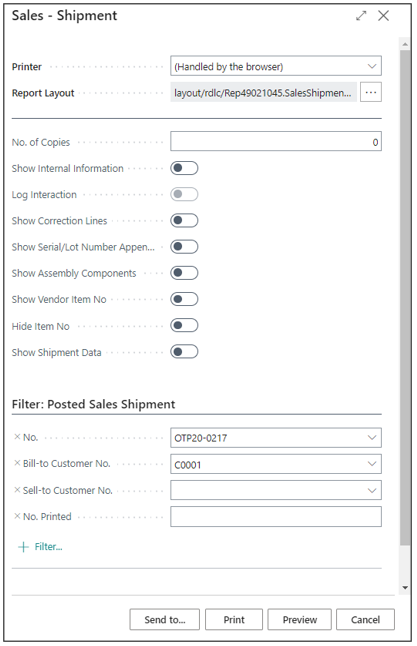 Sales - Shipment
Printer
(Handled by the browser)
Report Layout
layout/rdlc/Rep49021045.SalesShipmen...
No. of Copies
0
Show Internal Information
Log Interaction
Show Correction Lines
Show Serial/Lot Number Appen...
Show Assembly Components
Show Vendor Item No
Hide Item No
Show Shipment Data
Filter: Posted Sales Shipment
No.
OTP20-0217
Bill-to Customer No.
C0001
Sell-to Customer No.
No. Printed
Filter...
Send to...
Print
Preview
Cancel